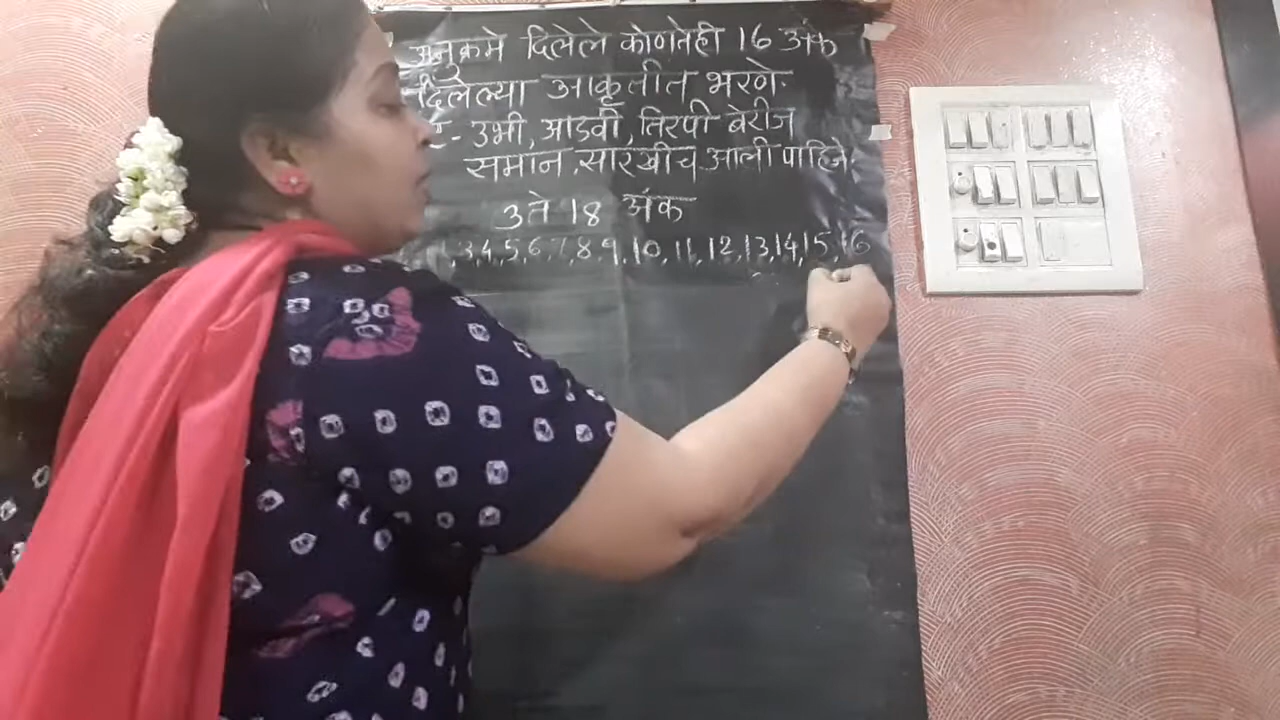 अनुक्रमे दिलेले कोणतेही 16 अंक
दिलेल्या आकृतीत भरणे.
- उभी, आडवी, तिरपी बेरीज
समान, सारखीच आली पाहिजे.
3 ते 18 अंक
3, 4, 5, 6, 7, 8, 9, 10, 11, 12, 13, 14, 15, 16